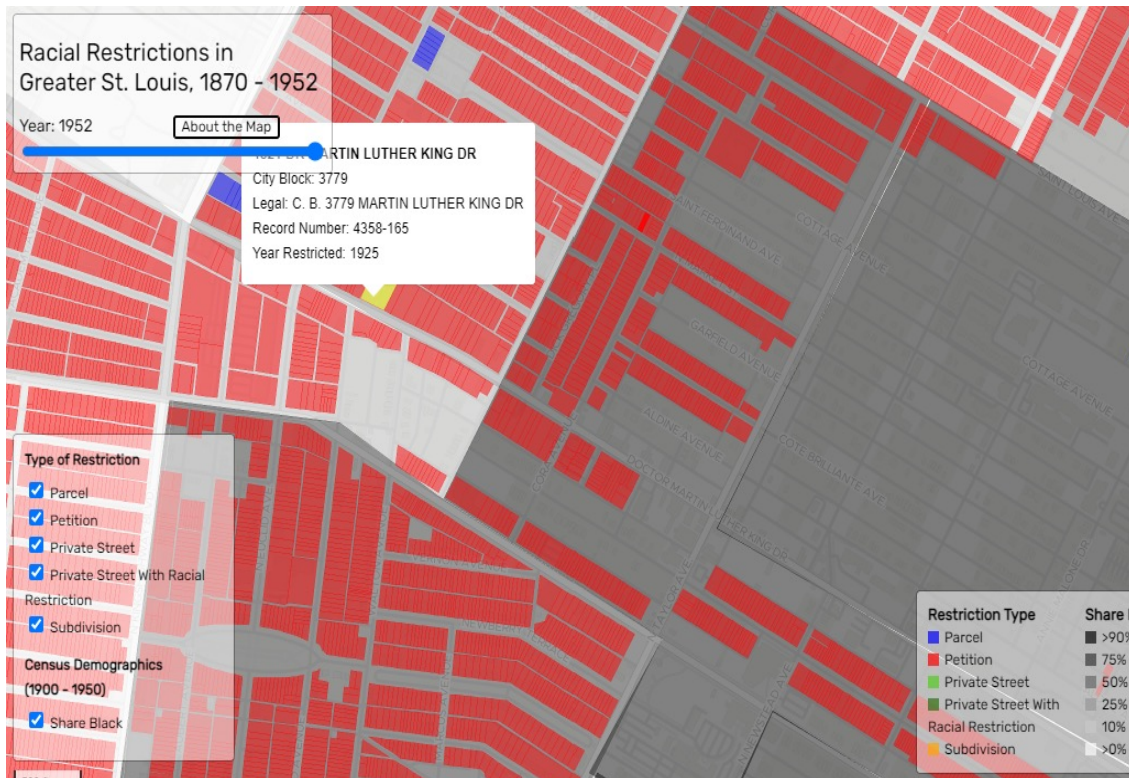 Racial Restrictions in
Greater St. Louis, 1870 - 1952
Year: 1952
About the Map
MARTIN LUTHER KING DR
City Block: 3779
Legal: C. B. 3779 MARTIN LUTHER KING DR
Record Number: 4358-165
Year Restricted: 1925
SAINT FERDINAND AVE
COTTAGE AVENUE
SAINT LOUIS AVE
GARFIELD AVENUE
COTTAGE AVENUE
ALDINE AVENUE
COTE BRILLIANTE AVE
DOCTOR MARTIN LUTHER KING DR
TAYLOR AVE
NEWBERRY TERRACE
Type of Restriction
Parcel
Petition
Private Street
Private Street With Racial
Restriction
Subdivision
Census Demographics
(1900 - 1950)
Share Black
Restriction Type
Parcel
Petition
Private Street
Private Street With
Racial Restriction
Subdivision
Share
>90%
75%
50%
25%
10%
>0%